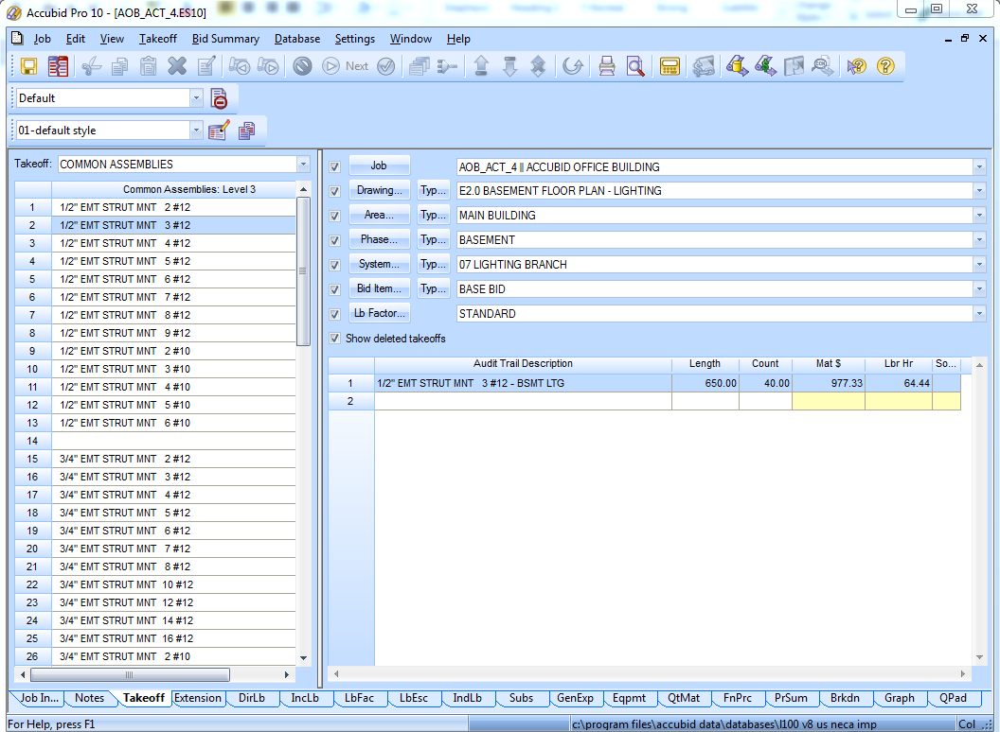 Accubid Pro 10 - [AOB_ACT_4.ES10]
Job Edit View Takeoff Bid Summary Database Settings Window Help
Next
Default
01-default style
Takeoff: COMMON ASSEMBLIES
Common Assemblies: Level 3
1 1/2" EMT STRUT MNT 2 #12
2 1/2" EMT STRUT MNT 3 #12
3 1/2" EMT STRUT MNT 4 #12
4 1/2" EMT STRUT MNT 5 #12
5 1/2" EMT STRUT MNT 6 #12
6 1/2" EMT STRUT MNT 7 #12
7 1/2" EMT STRUT MNT 8 #12
8 1/2" EMT STRUT MNT 9 #12
9 1/2" EMT STRUT MNT 2 #10
10 1/2" EMT STRUT MNT 3 #10
11 1/2" EMT STRUT MNT 4 #10
12 1/2" EMT STRUT MNT 5 #10
13 1/2" EMT STRUT MNT 6 #10
14
15 3/4" EMT STRUT MNT 2 #12
16 3/4" EMT STRUT MNT 3 #12
17 3/4" EMT STRUT MNT 4 #12
18 3/4" EMT STRUT MNT 5 #12
19 3/4" EMT STRUT MNT 6 #12
20 3/4" EMT STRUT MNT 7 #12
21 3/4" EMT STRUT MNT 8 #12
22 3/4" EMT STRUT MNT 10 #12
23 3/4" EMT STRUT MNT 12 #12
24 3/4" EMT STRUT MNT 14 #12
25 3/4" EMT STRUT MNT 16 #12
26 3/4" EMT STRUT MNT 2 #10
Job AOB_ACT_4 || ACCUBID OFFICE BUILDING
Drawing... Typ... E2.0 BASEMENT FLOOR PLAN - LIGHTING
Area... Typ... MAIN BUILDING
Phase... Typ... BASEMENT
System... Typ... 07 LIGHTING BRANCH
Bid Item... Typ... BASE BID
Lb Factor... STANDARD
Show deleted takeoffs
Audit Trail Description Length Count Mat $ Lbr Hr So...
1 1/2" EMT STRUT MNT 3 #12 - BSMT LTG 650.00 40.00 977.33 64.44
2
Job In... Notes Takeoff Extension DirLb IncLb LbFac LbEsc IndLb Subs GenExp Eqpmt QtMat FnPrc PrSum Brkdn Graph QPad
For Help, press F1 c:\program files\accubid data\databases\l100 v8 us neca imp Col